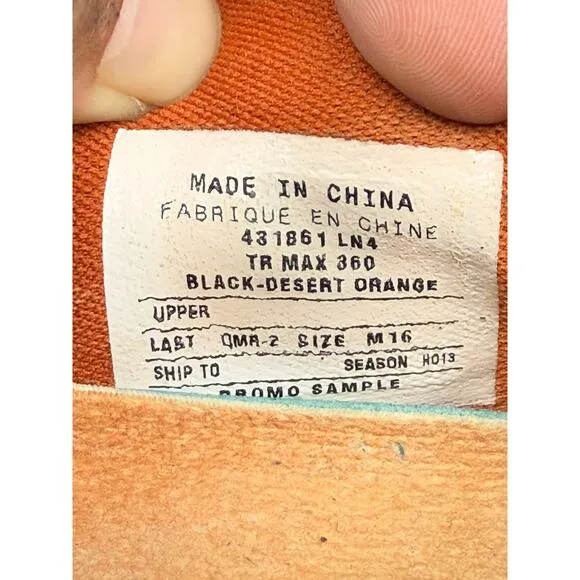 MADE IN CHINA
FABRIQUE EN CHINE
431861 LN4
TR MAX 360
BLACK-DESERT ORANGE
UPPER
LAST QMR-2 SIZE M16
SHIP TO SEASON HO13
PROMO SAMPLE